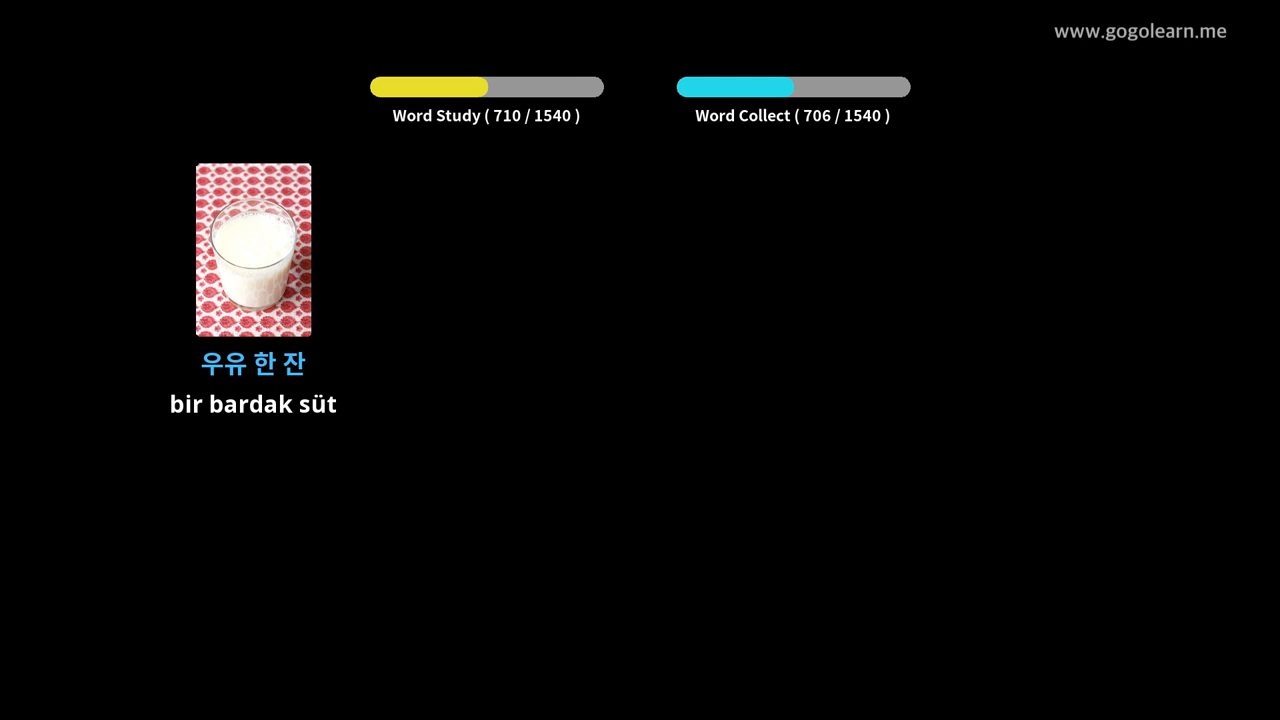 www.gogolearn.me
Word Study ( 710 / 1540 )
Word Collect ( 706 / 1540 )
우유 한 잔
bir bardak süt